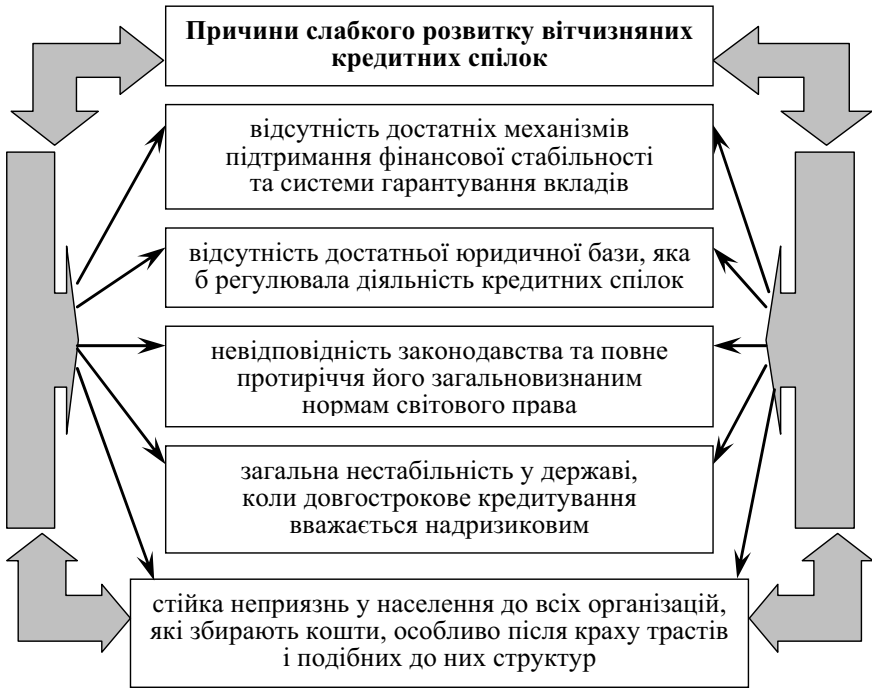 Причини слабкого розвитку вітчизняних
кредитних спілок
відсутність достатніх механізмів
підтримання фінансової стабільності
та системи гарантування вкладів
відсутність достатньої юридичної бази, яка
б регулювала діяльність кредитних спілок
невідповідність законодавства та повне
протиріччя його загальновизнаним
нормам світового права
загальна нестабільність у державі,
коли довгострокове кредитування
вважається надризиковим
стійка неприязнь у населення до всіх організацій,
які збирають кошти, особливо після краху трастів
і подібних до них структур